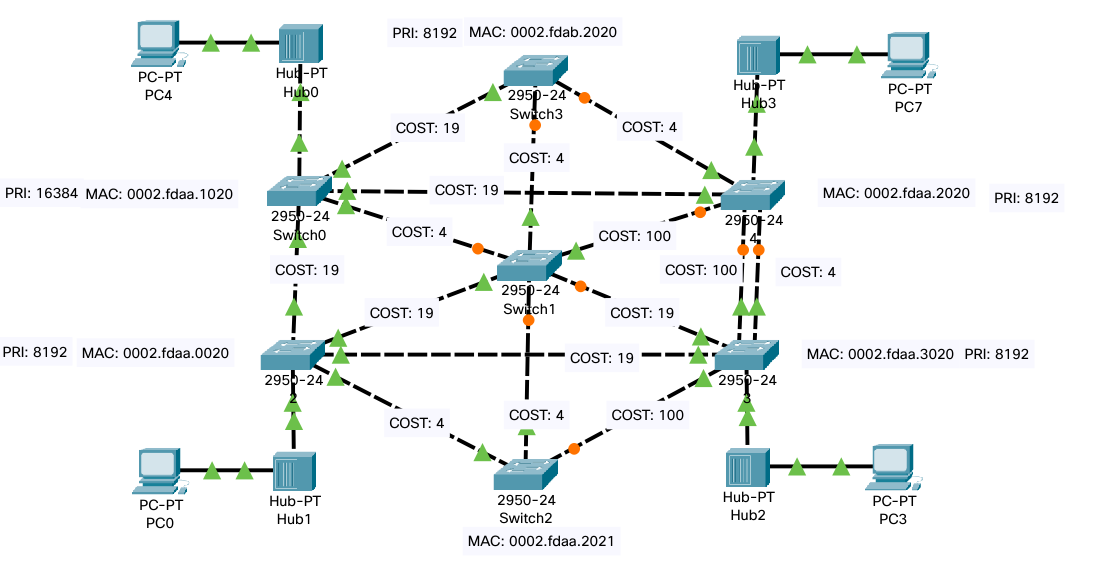 PRI: 8192
MAC: 0002.fdab.2020
PC-PT
PC4
Hub-PT
Hub0
2950-24
Switch3
Hub-PT
Hub3
PC-PT
PC7
COST: 19
COST: 4
COST: 4
PRI: 16384
MAC: 0002.fdaa.1020
2950-24
Switch0
COST: 19
2950-24
4
MAC: 0002.fdaa.2020
PRI: 8192
COST: 4
COST: 100
COST: 19
2950-24
Switch1
COST: 100
COST: 4
COST: 19
COST: 19
PRI: 8192
MAC: 0002.fdaa.0020
2950-24
2
COST: 19
2950-24
3
MAC: 0002.fdaa.3020
PRI: 8192
COST: 4
COST: 4
COST: 100
PC-PT
PC0
Hub-PT
Hub1
2950-24
Switch2
Hub-PT
Hub2
PC-PT
PC3
MAC: 0002.fdaa.2021